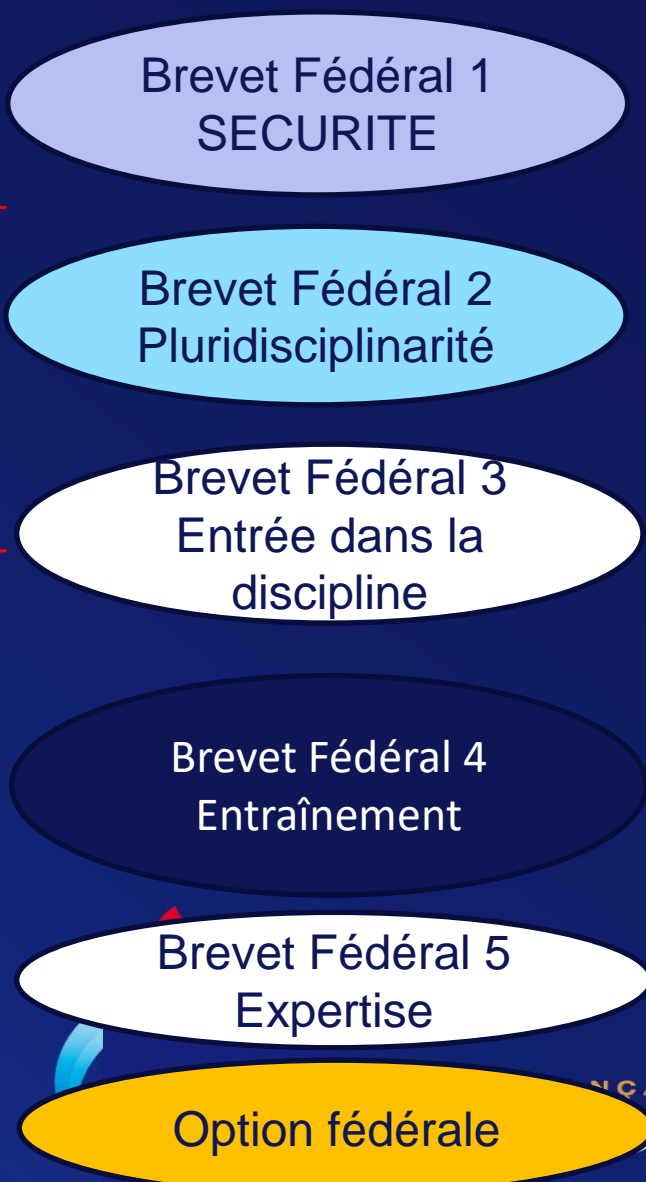 Brevet Fédéral 1
SECURITE
Brevet Fédéral 2
Pluridisciplinarité
Brevet Fédéral 3
Entrée dans la
discipline
Brevet Fédéral 4
Entraînement
Brevet Fédéral 5
Expertise
Option fédérale